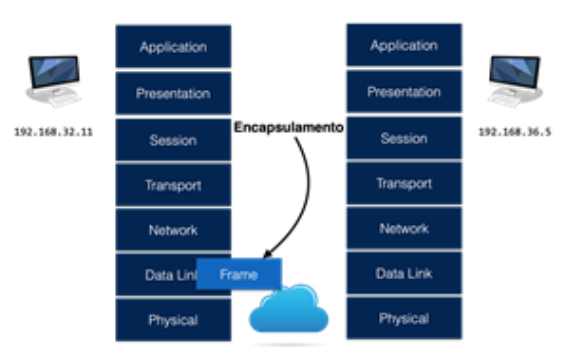 Application
Presentation
Session
Transport
Network
Data Link
Physical
192.168.32.11
Encapsulamento
Frame
Application
Presentation
Session
Transport
Network
Data Link
Physical
192.168.36.5